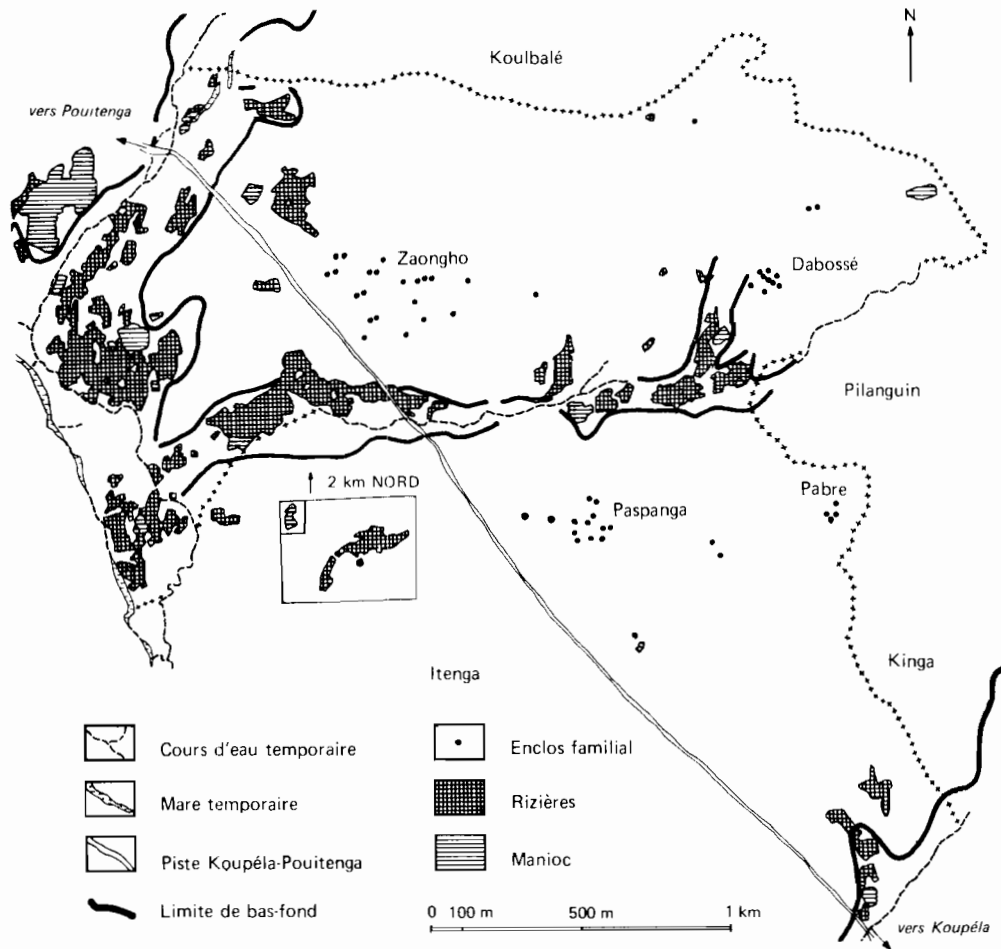 N
Koulbalé
vers Pouitenga
Zaongho
Dabossé
Pilanguin
2 km NORD
Pabre
Paspanga
Kinga
Itenga
Cours d'eau temporaire
Enclos familial
Mare temporaire
Rizières
Piste Koupéla-Pouitenga
Manioc
Limite de bas-fond
0 100 m 500 m 1 km
vers Koupéla